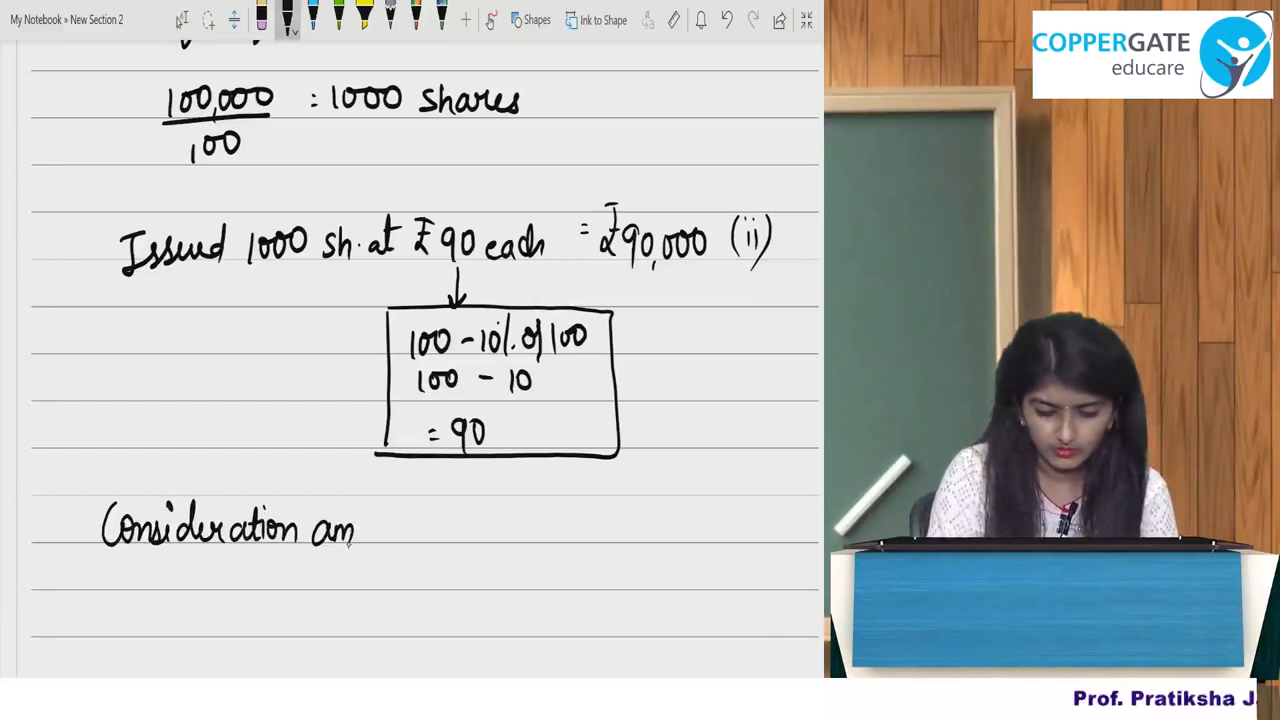 My Notebook » New Section 2
Shapes
Ink to Shape
COPPERGATE
educare
100,000 = 1000 shares
100
Issued 1000 sh. at ₹90 each = ₹90,000 (ii)
100 - 10% of 100
100 - 10
= 90
Consideration am
Prof. Pratiksha J